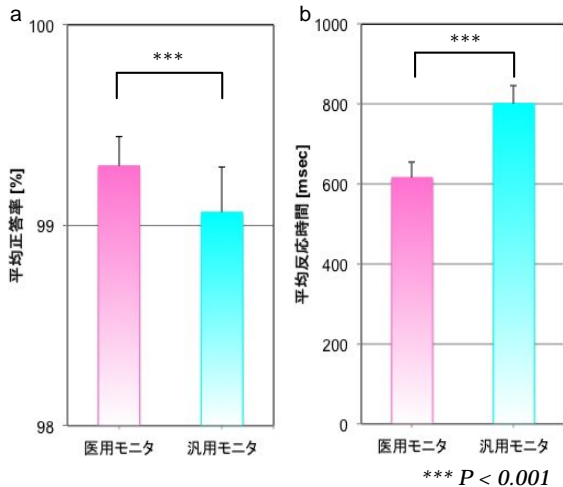 a
100
99
98
平均正答率 [%]
***
医用モニタ
汎用モニタ
b
1000
800
600
400
200
0
平均反応時間 [msec]
***
医用モニタ
汎用モニタ
*** P < 0.001